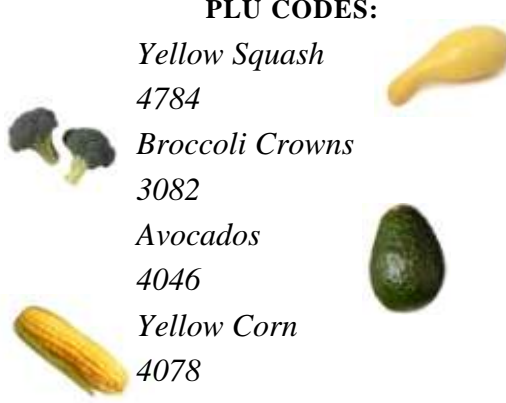 PLU CODES:
Yellow Squash
4784
Broccoli Crowns
3082
Avocados
4046
Yellow Corn
4078